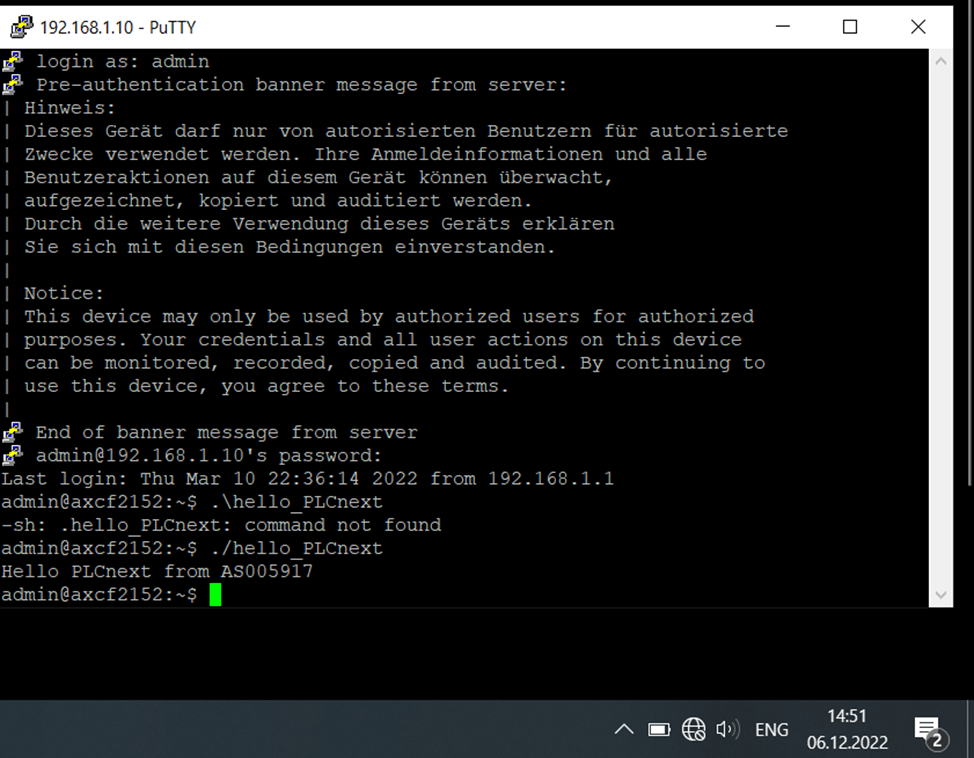 192.168.1.10 - PuTTY
login as: admin
Pre-authentication banner message from server:
| Hinweis:
| Dieses Gerät darf nur von autorisierten Benutzern für autorisierte
| Zwecke verwendet werden. Ihre Anmeldeinformationen und alle
| Benutzeraktionen auf diesem Gerät können überwacht,
| aufgezeichnet, kopiert und auditiert werden.
| Durch die weitere Verwendung dieses Geräts erklären
| Sie sich mit diesen Bedingungen einverstanden.
|
| Notice:
| This device may only be used by authorized users for authorized
| purposes. Your credentials and all user actions on this device
| can be monitored, recorded, copied and audited. By continuing to
| use this device, you agree to these terms.
|
End of banner message from server
admin@192.168.1.10's password:
Last login: Thu Mar 10 22:36:14 2022 from 192.168.1.1
admin@axcf2152:~$ .\hello_PLCnext
-sh: .hello_PLCnext: command not found
admin@axcf2152:~$ ./hello_PLCnext
Hello PLCnext from AS005917
admin@axcf2152:~$
ENG
14:51
06.12.2022
2